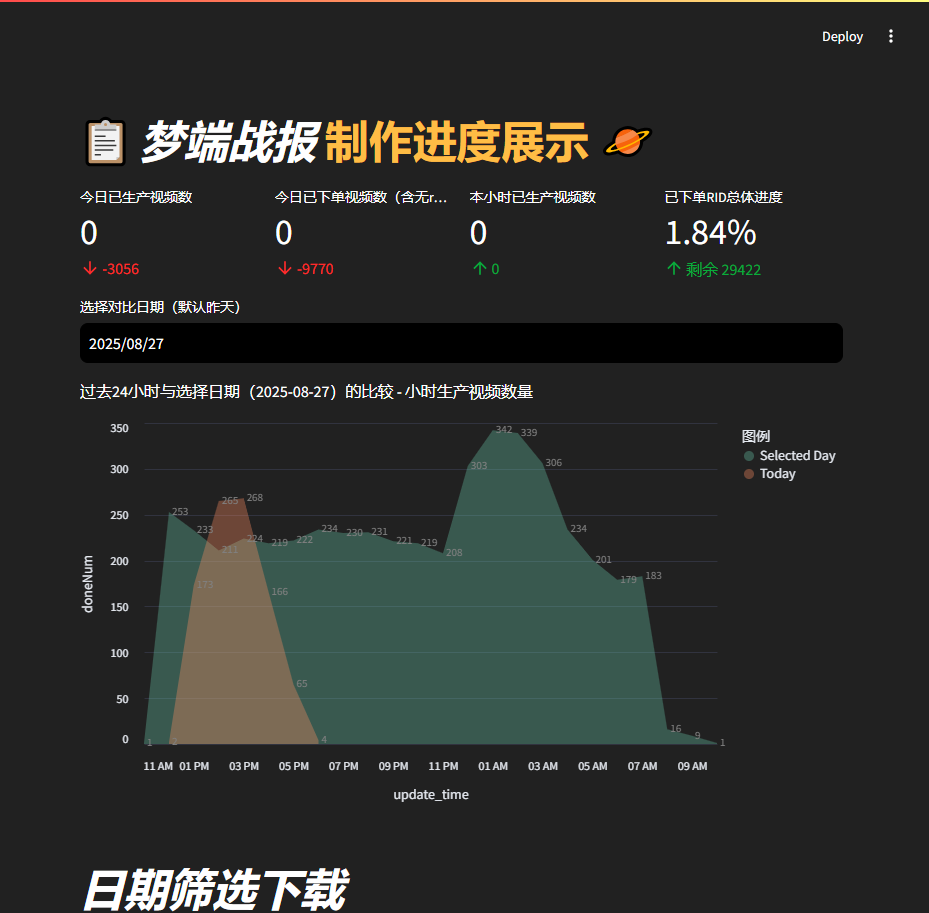 Deploy
梦端战报 制作进度展示
今日已生产视频数
0
-3056
今日已下单视频数（含无r...
0
-9770
本小时已生产视频数
0
0
已下单RID总体进度
1.84%
剩余 29422
选择对比日期（默认昨天）
2025/08/27
过去24小时与选择日期（2025-08-27）的比较 - 小时生产视频数量
图例
Selected Day
Today
doneNum
350
300
250
200
150
100
50
0
1 253 233 211 224 219 222 234 230 231 221 219 208 303 342 339 306 234 201 179 183 16 9 1
2 173 265 268 166 65 4
11 AM 01 PM 03 PM 05 PM 07 PM 09 PM 11 PM 01 AM 03 AM 05 AM 07 AM 09 AM
update_time
日期筛选下载